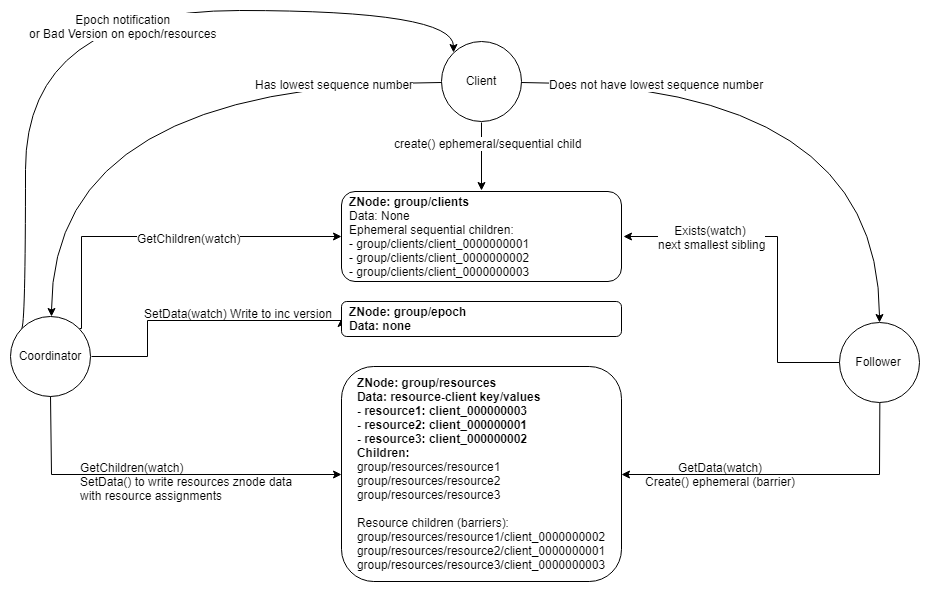 Epoch notification
or Bad Version on epoch/resources
Client
Has lowest sequence number
Does not have lowest sequence number
create() ephemeral/sequential child
ZNode: group/clients
Data: None
Ephemeral sequential children:
- group/clients/client_0000000001
- group/clients/client_0000000002
- group/clients/client_0000000003
GetChildren(watch)
Exists(watch)
next smallest sibling
SetData(watch) Write to inc version
ZNode: group/epoch
Data: none
Coordinator
Follower
ZNode: group/resources
Data: resource-client key/values
- resource1: client_000000003
- resource2: client_000000001
- resource3: client_000000002
Children:
group/resources/resource1
group/resources/resource2
group/resources/resource3
Resource children (barriers):
group/resources/resource1/client_0000000002
group/resources/resource2/client_0000000001
group/resources/resource3/client_0000000003
GetChildren(watch)
SetData() to write resources znode data
with resource assignments
GetData(watch)
Create() ephemeral (barrier)